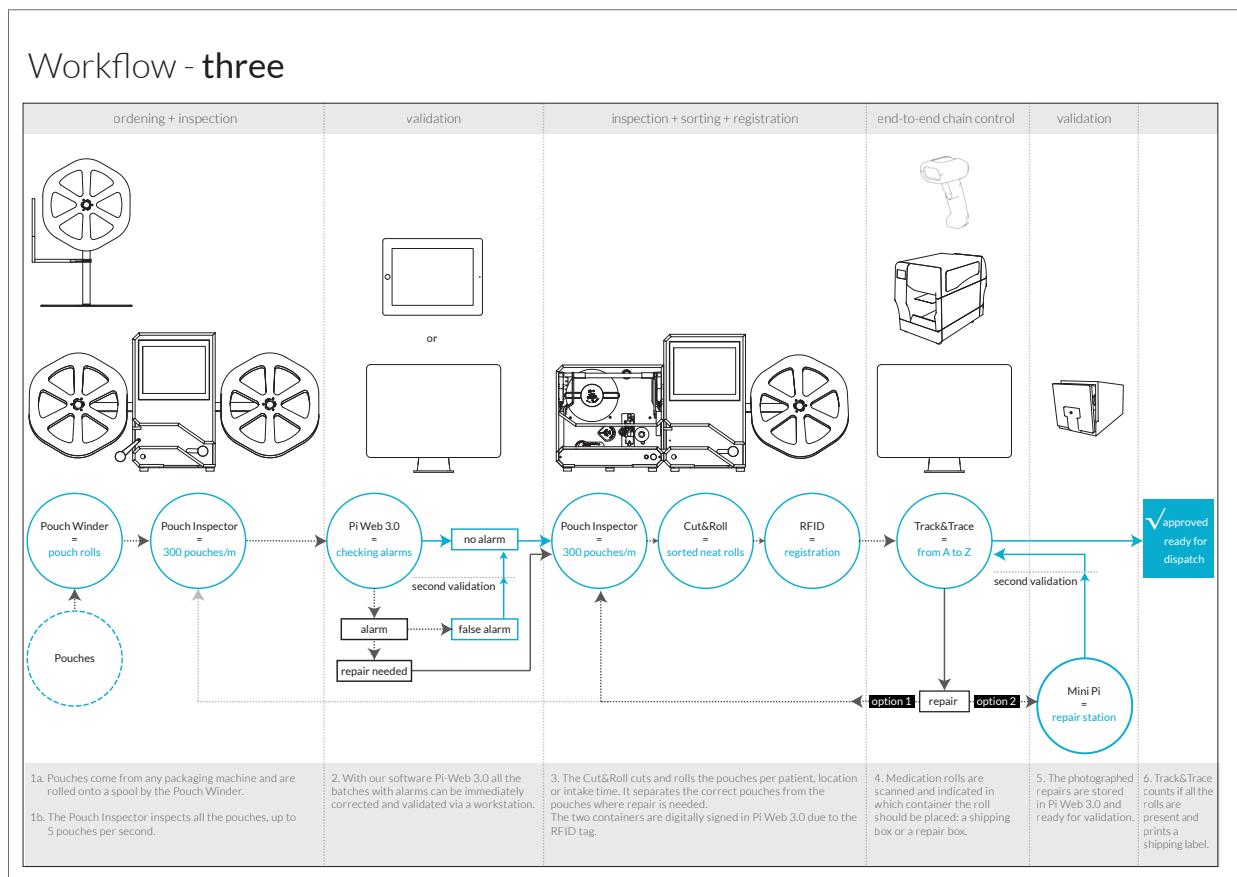 Workflow - three
ordening + inspection
validation
inspection + sorting + registration
end-to-end chain control
validation
or
Pouch Winder
=
pouch rolls
Pouch Inspector
=
300 pouches/m
Pi Web 3.0
=
checking alarms
no alarm
second validation
alarm
false alarm
repair needed
Pouches
Pouch Inspector
=
300 pouches/m
Cut&Roll
=
sorted neat rolls
RFID
=
registration
Track&Trace
=
from A to Z
second validation
option 1
repair
option 2
Mini Pi
=
repair station
√approved
ready for
dispatch
1a. Pouches come from any packaging machine and are
rolled onto a spool by the Pouch Winder.
1b. The Pouch Inspector inspects all the pouches, up to
5 pouches per second.
2. With our software Pi-Web 3.0 all the
batches with alarms can be immediately
corrected and validated via a workstation.
3. The Cut&Roll cuts and rolls the pouches per patient, location
or intake time. It separates the correct pouches from the
pouches where repair is needed.
The two containers are digitally signed in Pi Web 3.0 due to the
RFID tag.
4. Medication rolls are
scanned and indicated in
which container the roll
should be placed: a shipping
box or a repair box.
5. The photographed
repairs are stored
in Pi Web 3.0 and
ready for validation.
6. Track&Trace
counts if all the
rolls are
present and
prints a
shipping label.